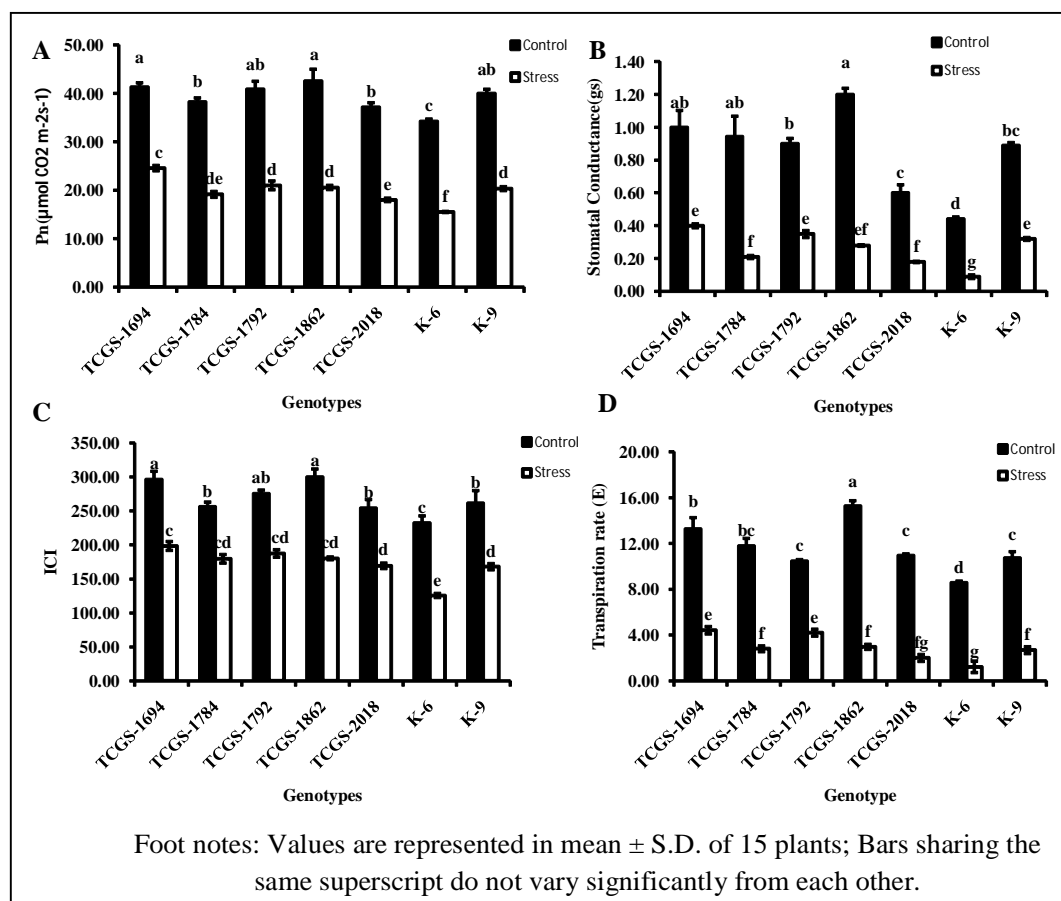 A
Pn(µmol CO2 m-2s-1)
50.00
40.00
30.00
20.00
10.00
0.00
a
b
ab
a
b
c
ab
c
de
d
d
e
f
d
Control
Stress
TCGS-1694
TCGS-1784
TCGS-1792
TCGS-1862
TCGS-2018
K-6
K-9
Genotypes
B
Stomatal Conductance(gs)
1.40
1.20
1.00
0.80
0.60
0.40
0.20
0.00
ab
ab
b
a
c
d
bc
e
f
e
ef
f
g
e
Control
Stress
TCGS-1694
TCGS-1784
TCGS-1792
TCGS-1862
TCGS-2018
K-6
K-9
Genotypes
C
ICI
350.00
300.00
250.00
200.00
150.00
100.00
50.00
0.00
a
b
ab
a
b
c
b
c
cd
cd
cd
d
e
d
Control
Stress
TCGS-1694
TCGS-1784
TCGS-1792
TCGS-1862
TCGS-2018
K-6
K-9
Genotypes
D
Transpiration rate (E)
20.00
16.00
12.00
8.00
4.00
0.00
b
bc
c
a
c
d
c
e
f
e
f
fg
g
f
Control
Stress
TCGS-1694
TCGS-1784
TCGS-1792
TCGS-1862
TCGS-2018
K-6
K-9
Genotype
Foot notes: Values are represented in mean ± S.D. of 15 plants; Bars sharing the
same superscript do not vary significantly from each other.